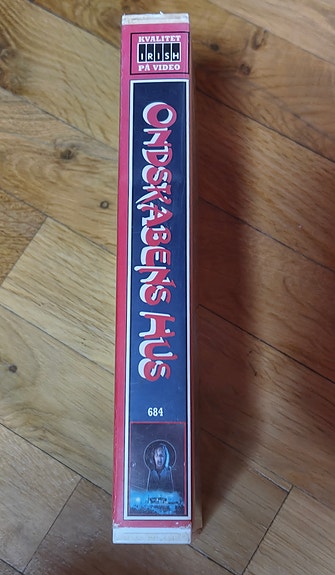 KVALITET
IRISH
PÅ VIDEO
ONDSKABENS HUS
684